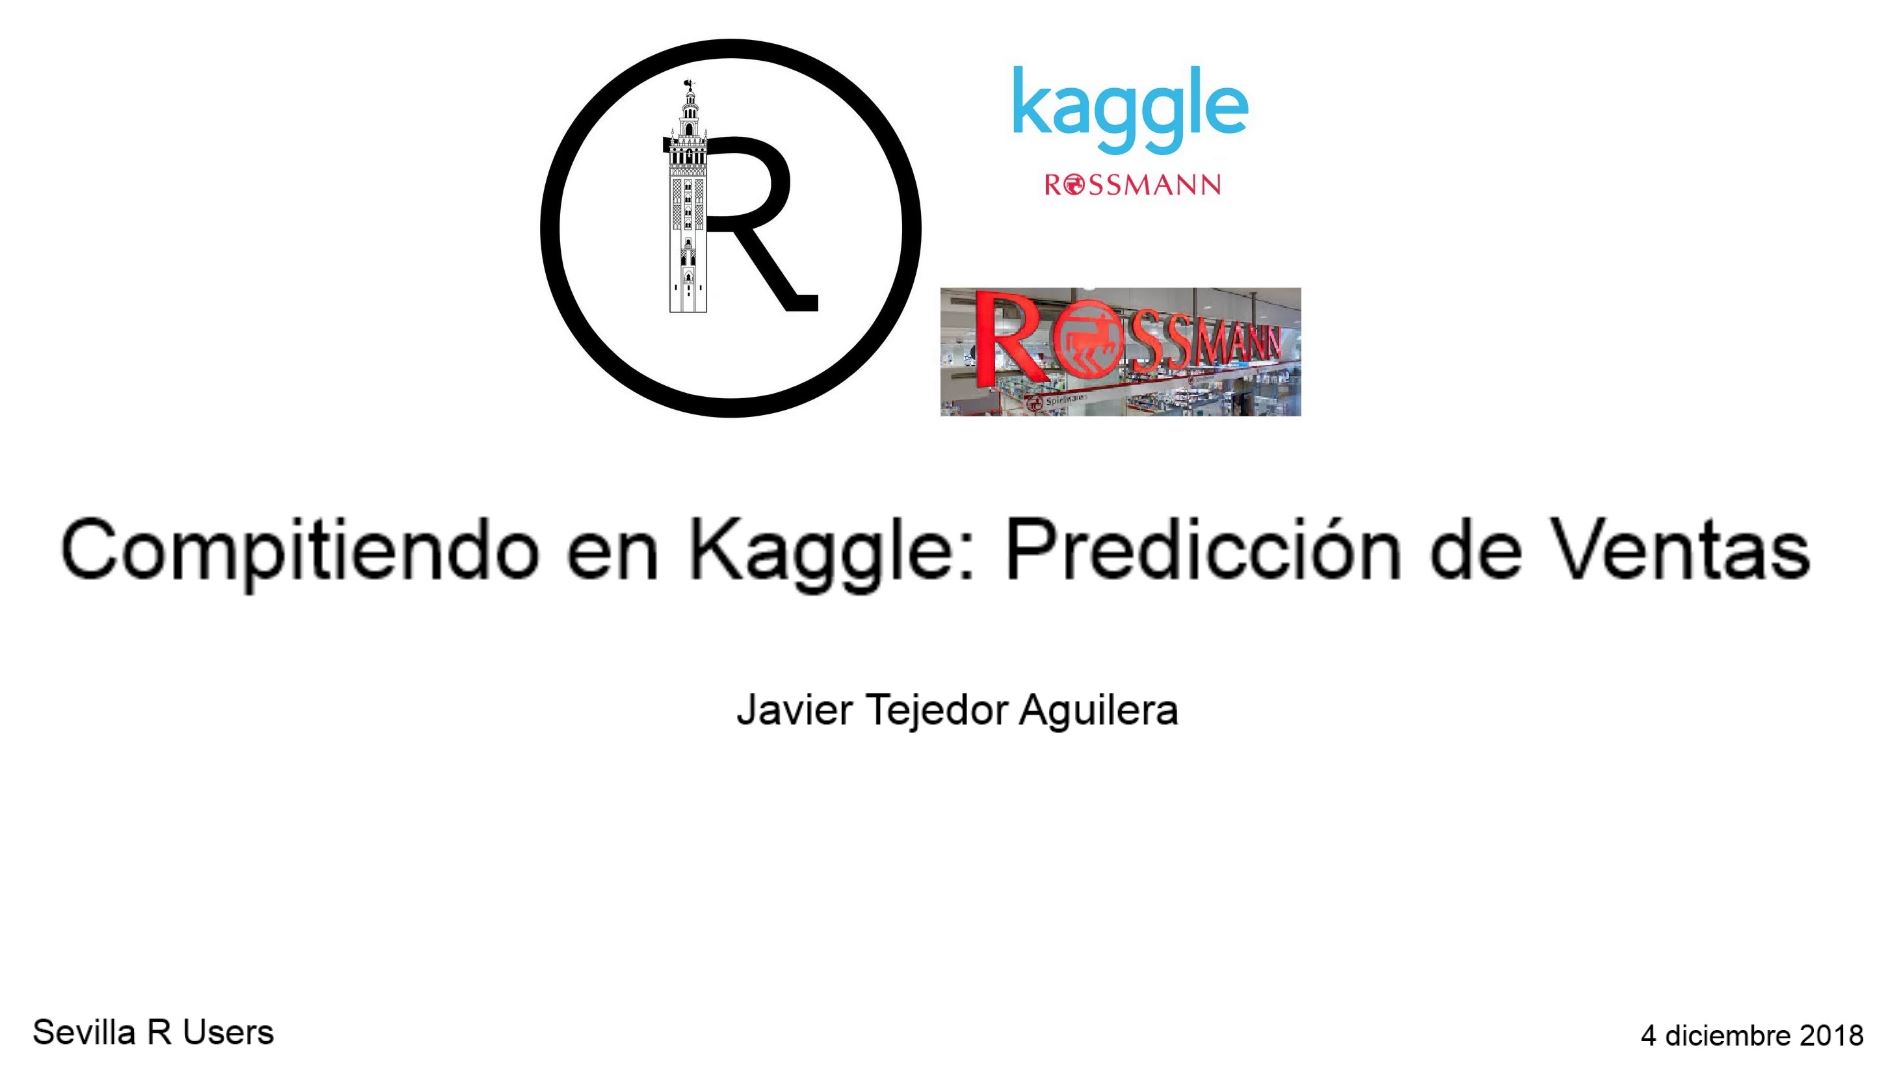 R
kaggle
ROSSMANN
ROSSMANN
Spielwaren
Compitiendo en Kaggle: Predicción de Ventas
Javier Tejedor Aguilera
Sevilla R Users
4 diciembre 2018